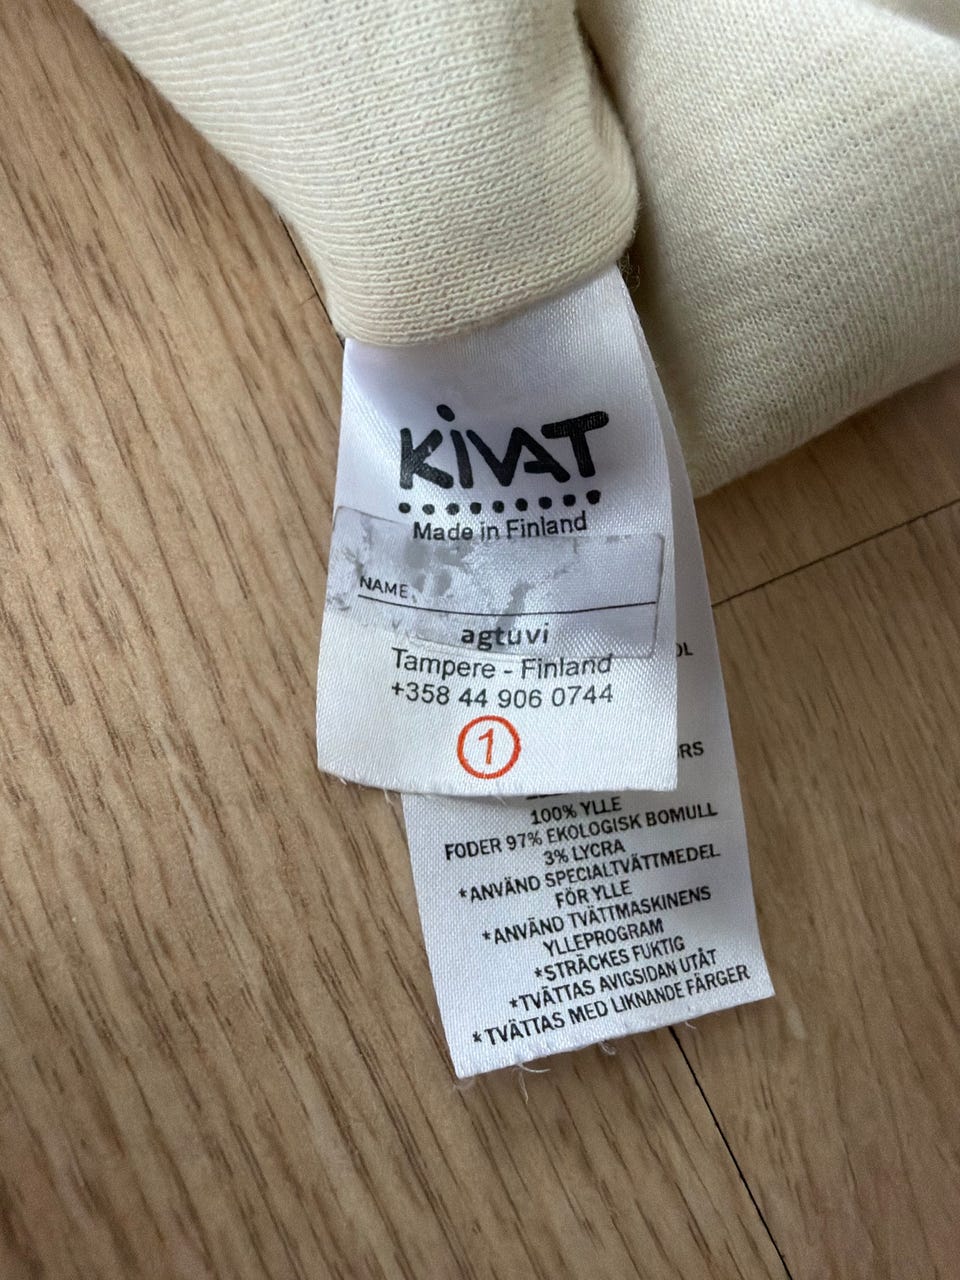 KIVAT
Made in Finland
NAME
agtuvi
Tampere - Finland
+358 44 906 0744
1
100% YLLE
FODER 97% EKOLOGISK BOMULL
3% LYCRA
*ANVÄND SPECIALTVÄTTMEDEL
FÖR YLLE
*ANVÄND TVÄTTMASKINENS
YLLEPROGRAM
*STRÄCKES FUKTIG
*TVÄTTAS AVIGSIDAN UTÅT
*TVÄTTAS MED LIKNANDE FÄRGER